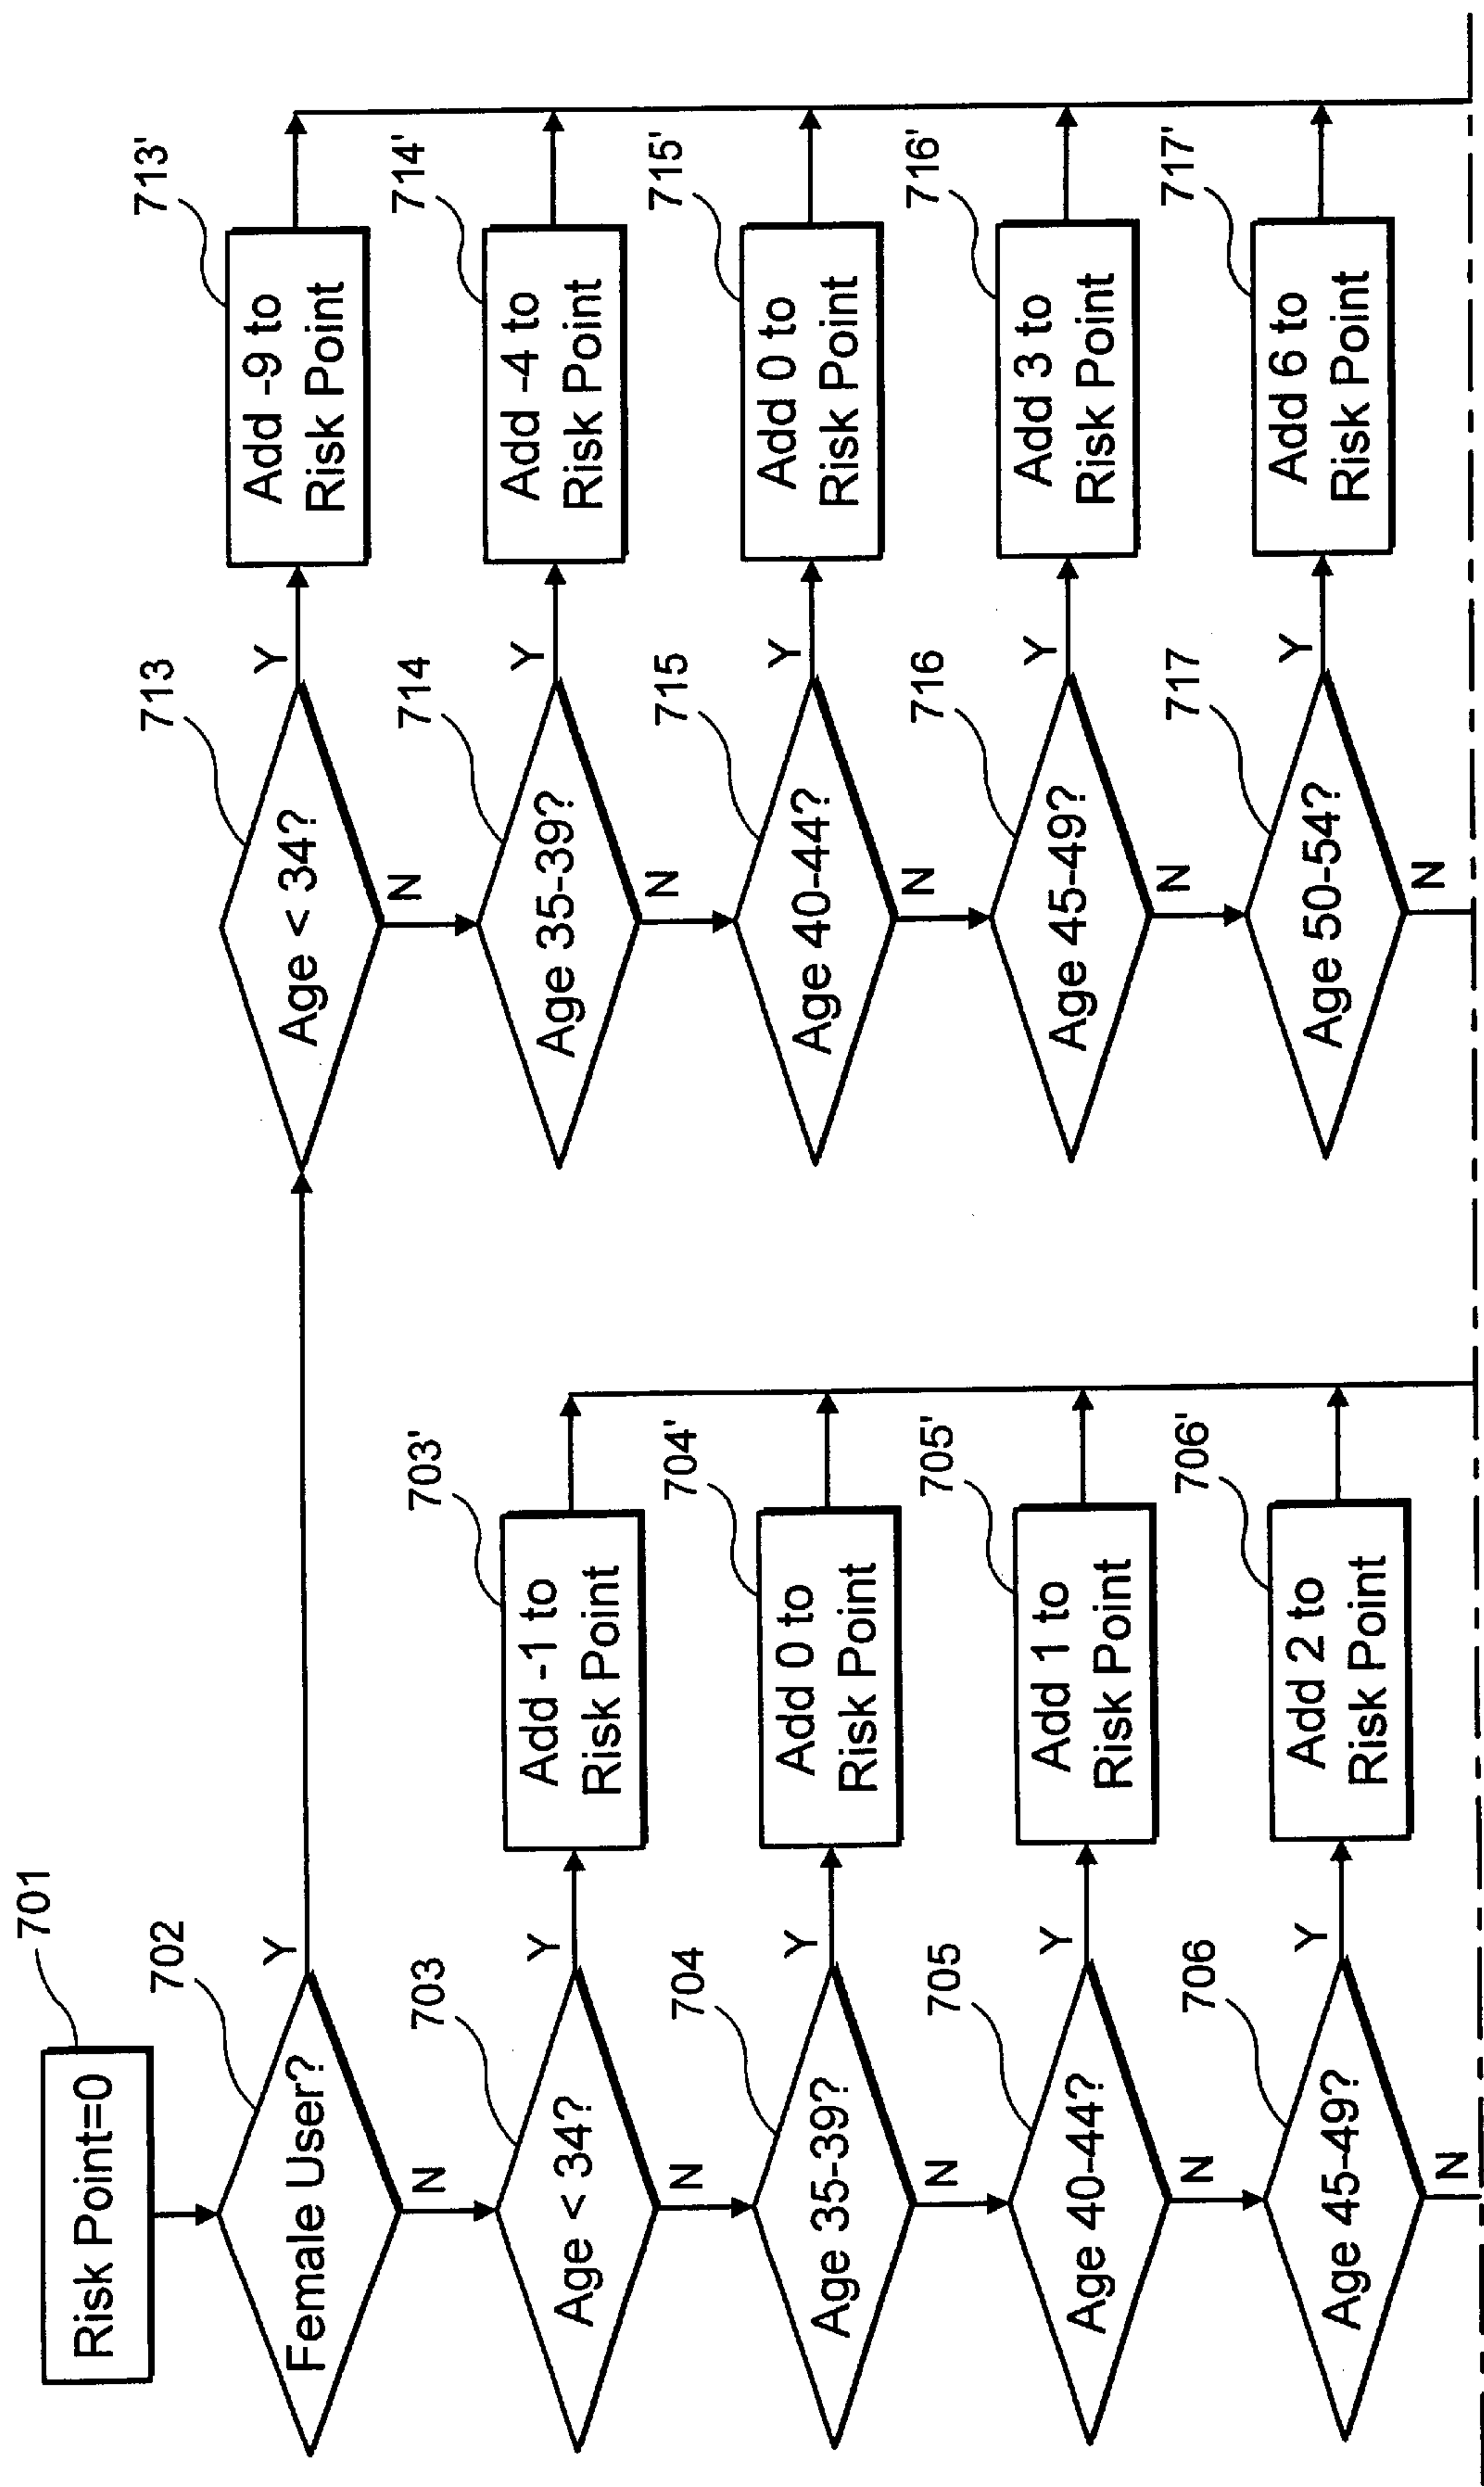 701
Risk Point=0
702
Female User?
Y
N
703
Age < 34?
Y
N
703'
Add -1 to
Risk Point
704
Age 35-39?
Y
N
704'
Add 0 to
Risk Point
705
Age 40-44?
Y
N
705'
Add 1 to
Risk Point
706
Age 45-49?
Y
N
706'
Add 2 to
Risk Point
713
Age < 34?
Y
N
713'
Add -9 to
Risk Point
714
Age 35-39?
Y
N
714'
Add -4 to
Risk Point
715
Age 40-44?
Y
N
715'
Add 0 to
Risk Point
716
Age 45-49?
Y
N
716'
Add 3 to
Risk Point
717
Age 50-54?
Y
N
717'
Add 6 to
Risk Point